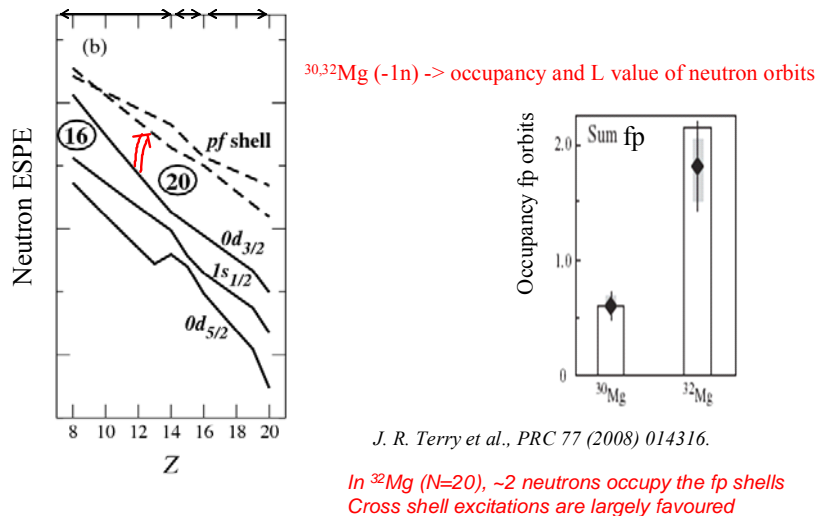 (b)
30,32Mg (-1n) -> occupancy and L value of neutron orbits
16
pf shell
20
0d3/2
1s1/2
0d5/2
Neutron ESPE
8 10 12 14 16 18 20
Z
Sum fp
2.0
1.0
0
Occupancy fp orbits
30Mg 32Mg
J. R. Terry et al., PRC 77 (2008) 014316.
In 32Mg (N=20), ~2 neutrons occupy the fp shells
Cross shell excitations are largely favoured